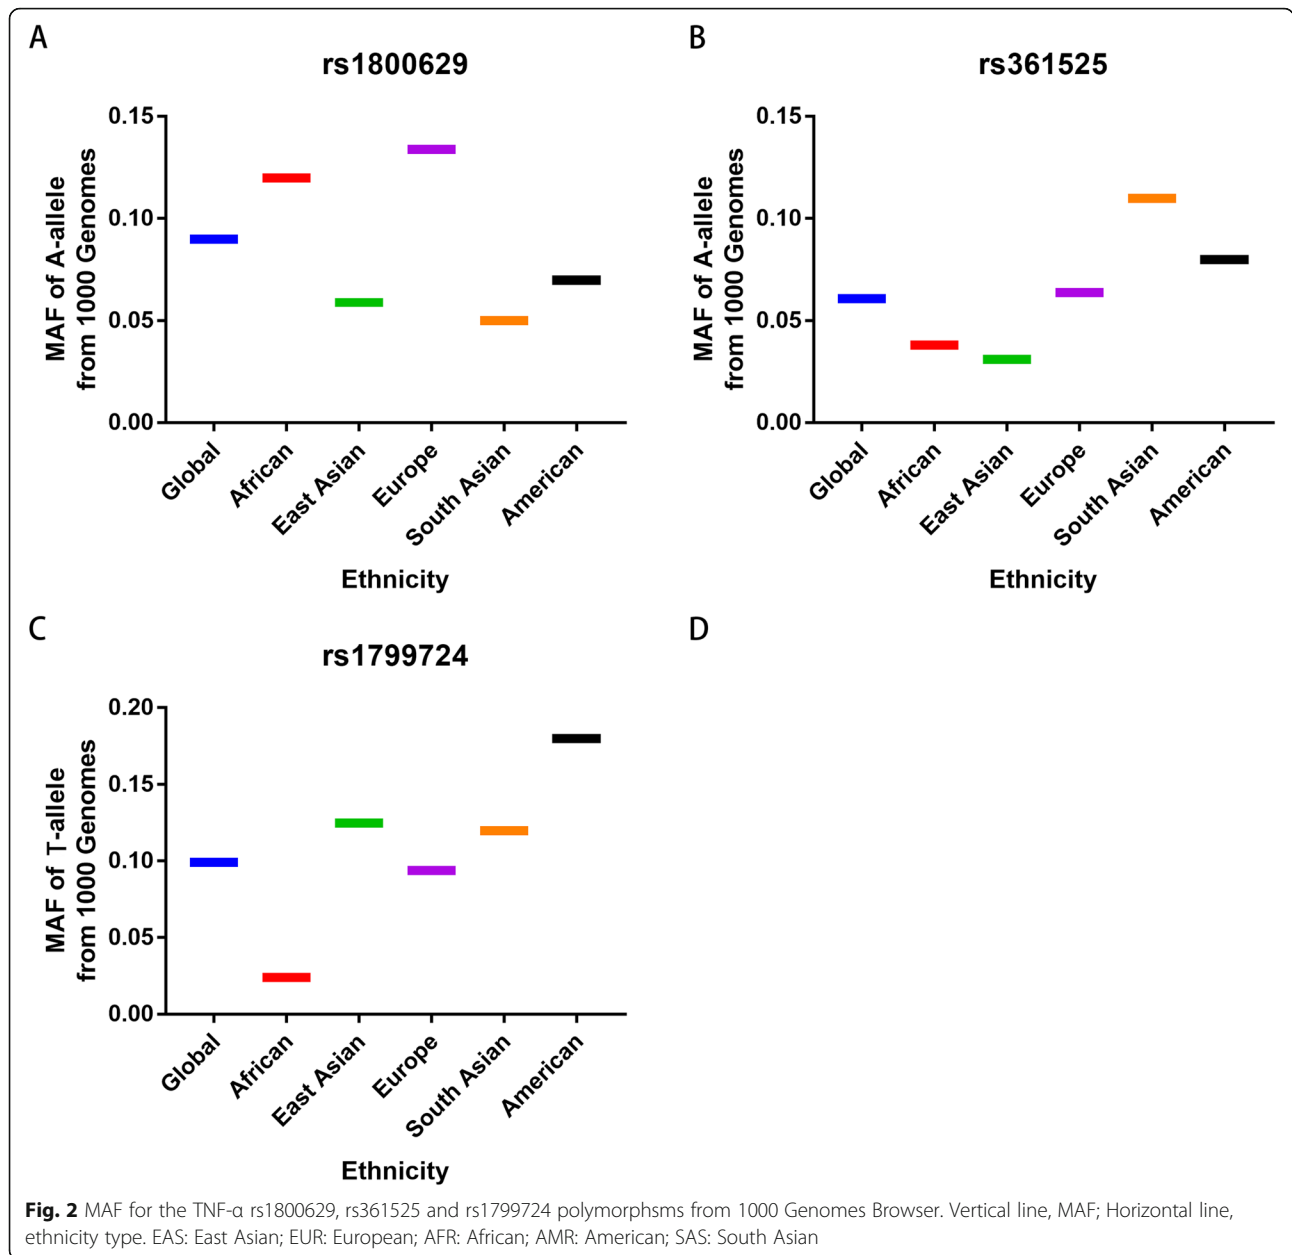 A
rs1800629
MAF of A-allele
from 1000 Genomes
0.15
0.10
0.05
0.00
Global
African
East Asian
Europe
South Asian
American
Ethnicity
B
rs361525
MAF of A-allele
from 1000 Genomes
0.15
0.10
0.05
0.00
Global
African
East Asian
Europe
South Asian
American
Ethnicity
C
rs1799724
MAF of T-allele
from 1000 Genomes
0.20
0.15
0.10
0.05
0.00
Global
African
East Asian
Europe
South Asian
American
Ethnicity
D
Fig. 2 MAF for the TNF-α rs1800629, rs361525 and rs1799724 polymorphsms from 1000 Genomes Browser. Vertical line, MAF; Horizontal line,
ethnicity type. EAS: East Asian; EUR: European; AFR: African; AMR: American; SAS: South Asian